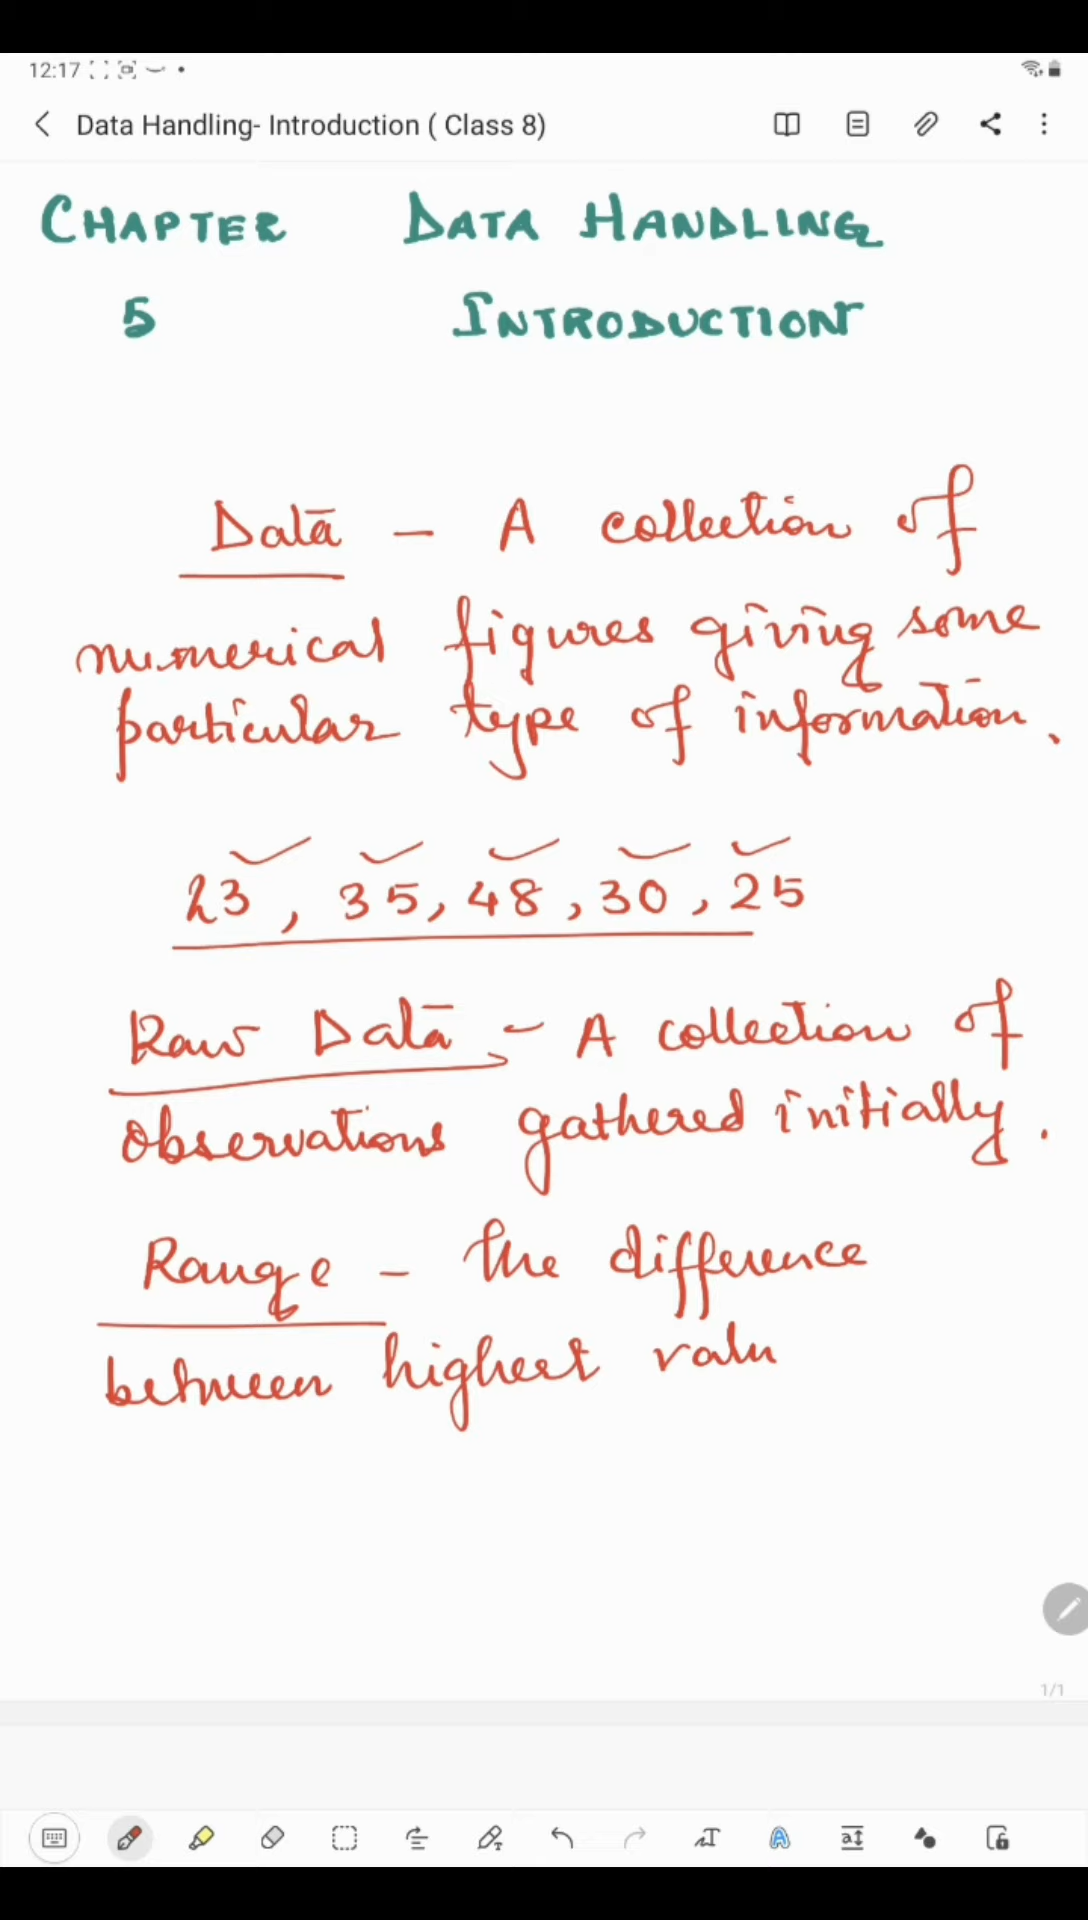 12:17
Data Handling- Introduction ( Class 8)
CHAPTER DATA HANDLING
5 INTRODUCTION
Data – A collection of
numerical figures giving some
particular type of information.
23, 35, 48, 30, 25
Raw Data – A collection of
observations gathered initially.
Range – The difference
between highest valu
1/1